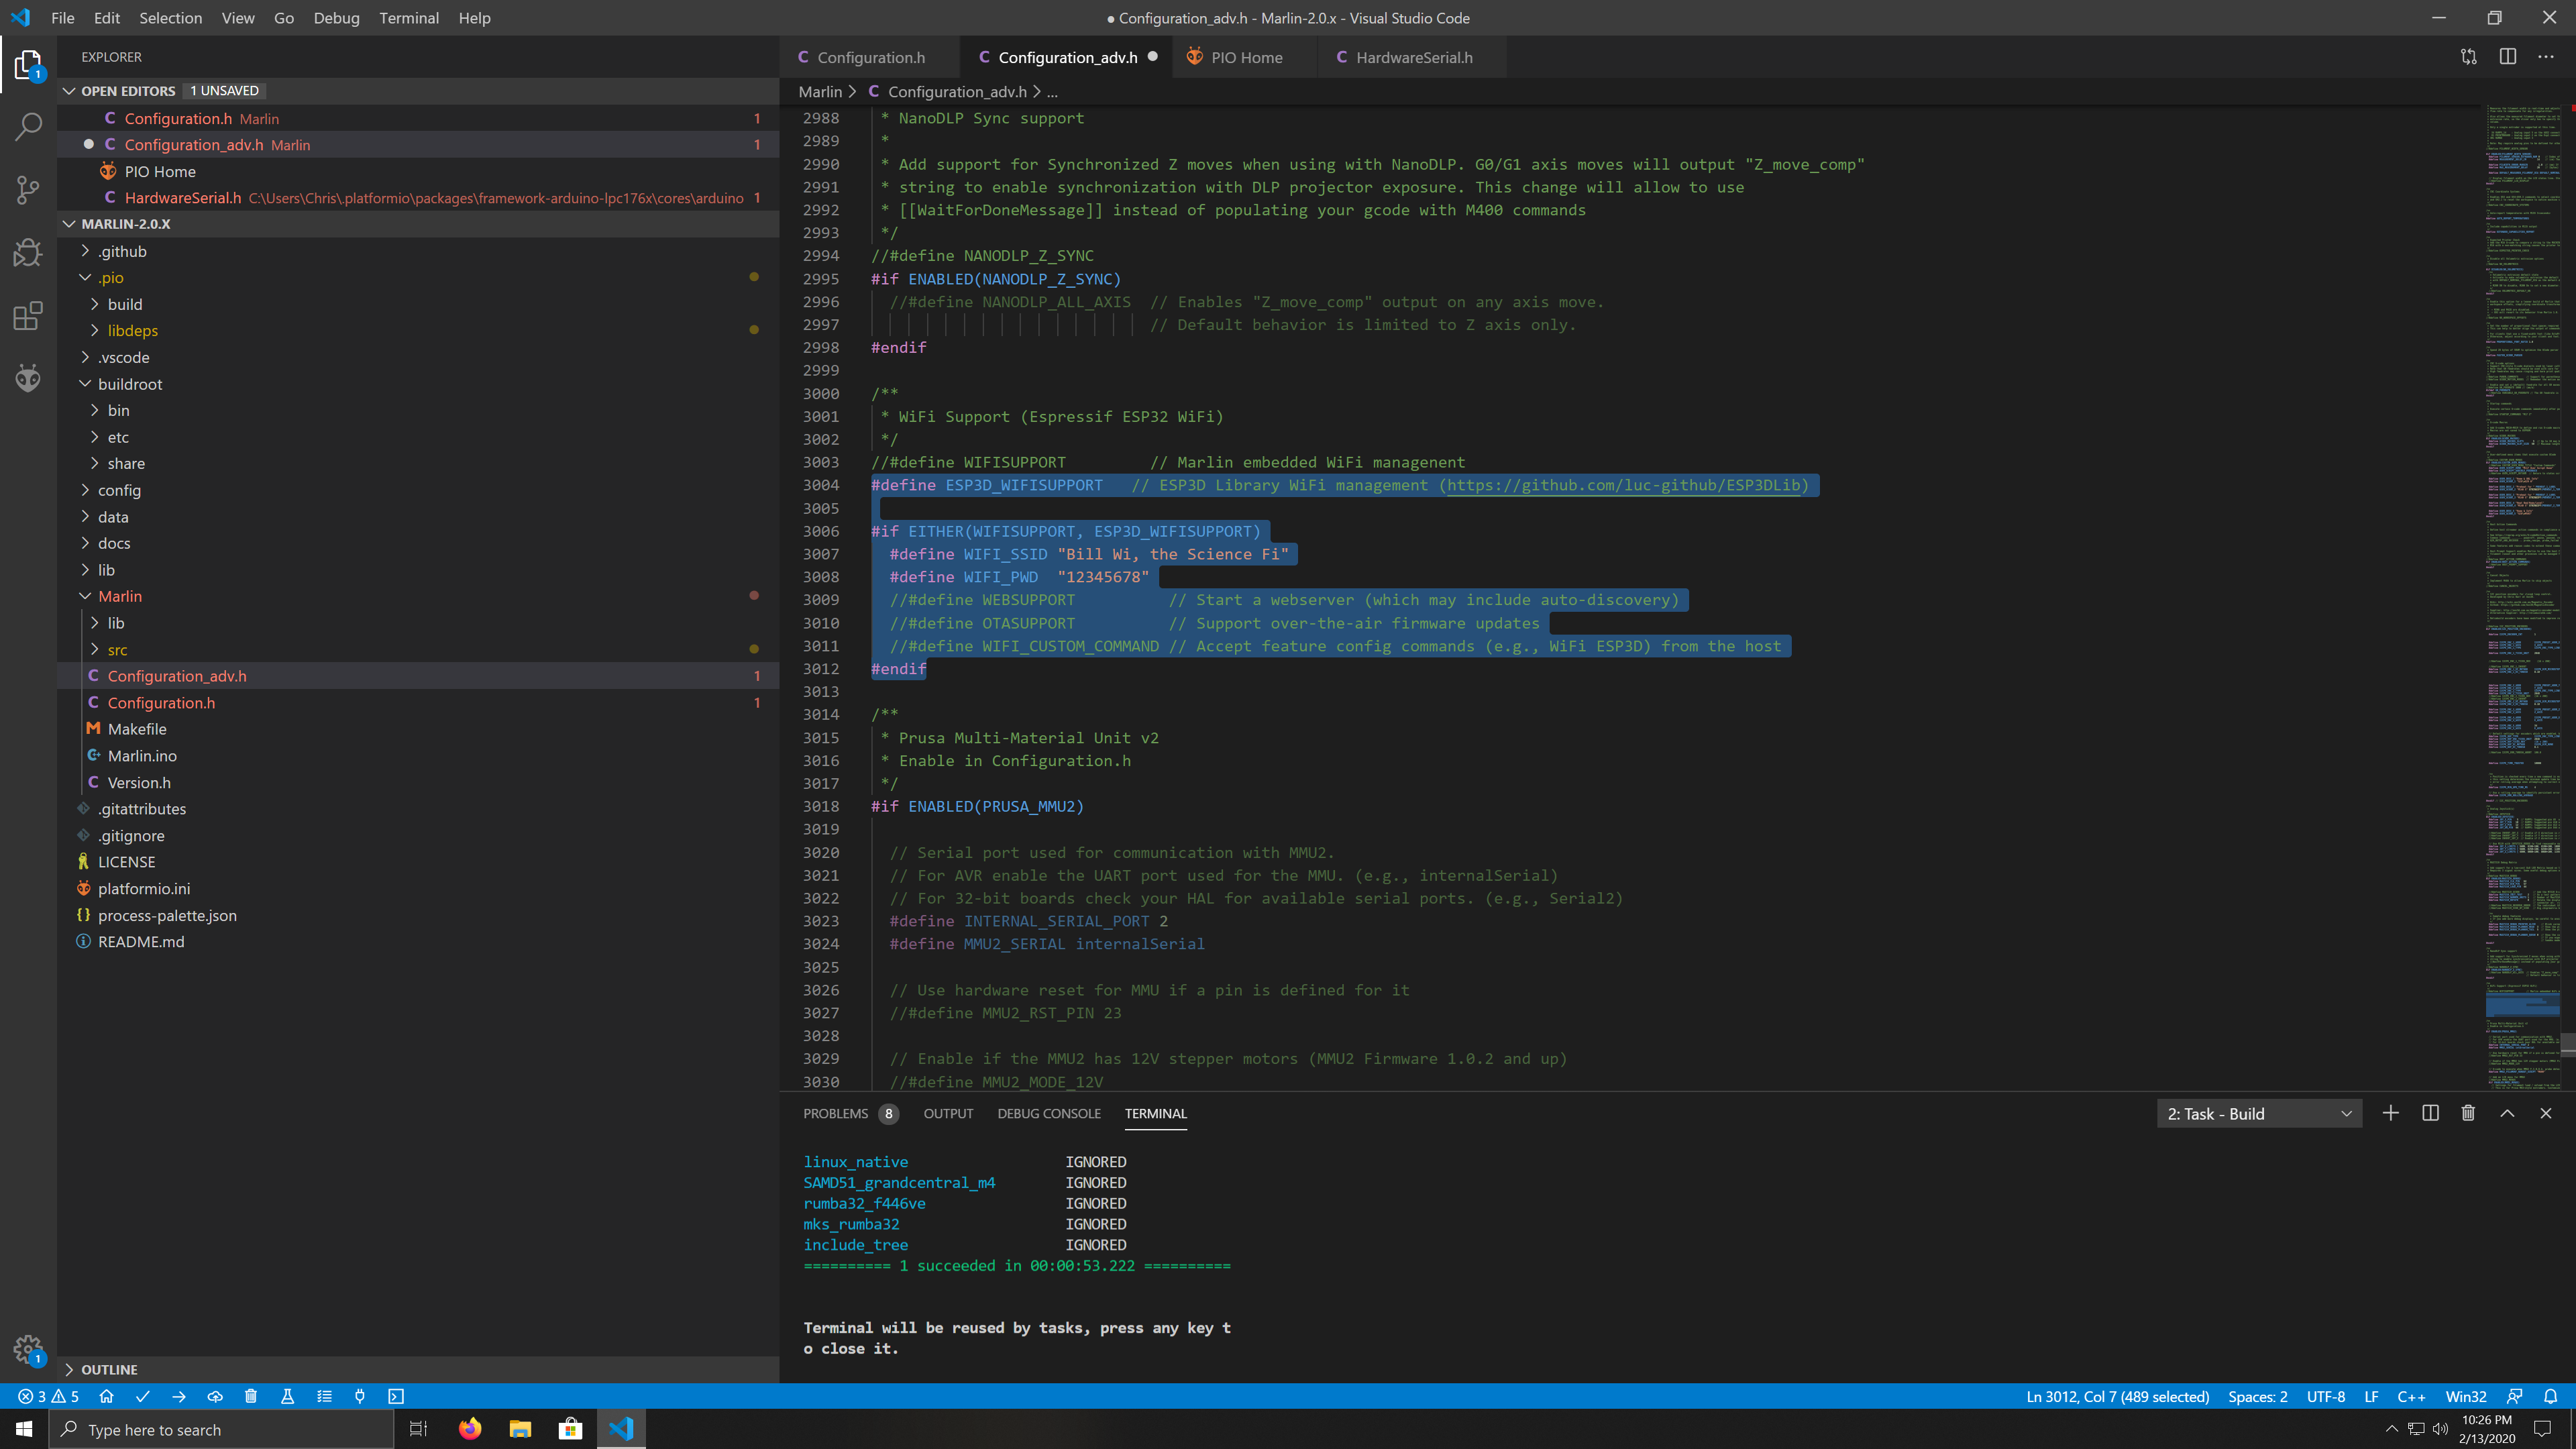 File Edit Selection View Go Debug Terminal Help
● Configuration_adv.h - Marlin-2.0.x - Visual Studio Code
EXPLORER
OPEN EDITORS 1 UNSAVED
Configuration.h Marlin 1
Configuration_adv.h Marlin 1
PIO Home
HardwareSerial.h C:\Users\Chris\.platformio\packages\framework-arduino-lpc176x\cores\arduino 1
MARLIN-2.0.X
.github
.pio
build
libdeps
.vscode
buildroot
bin
etc
share
config
data
docs
lib
Marlin
lib
src
Configuration_adv.h 1
Configuration.h 1
Makefile
Marlin.ino
Version.h
.gitattributes
.gitignore
LICENSE
platformio.ini
process-palette.json
README.md
OUTLINE
Configuration.h Configuration_adv.h PIO Home HardwareSerial.h
Marlin > C Configuration_adv.h > ...
2988 * NanoDLP Sync support
2989 *
2990 * Add support for Synchronized Z moves when using with NanoDLP. G0/G1 axis moves will output "Z_move_comp"
2991 * string to enable synchronization with DLP projector exposure. This change will allow to use
2992 * [[WaitForDoneMessage]] instead of populating your gcode with M400 commands
2993 */
2994 //#define NANODLP_Z_SYNC
2995 #if ENABLED(NANODLP_Z_SYNC)
2996 //#define NANODLP_ALL_AXIS // Enables "Z_move_comp" output on any axis move.
2997 // Default behavior is limited to Z axis only.
2998 #endif
2999
3000 /**
3001 * WiFi Support (Espressif ESP32 WiFi)
3002 */
3003 //#define WIFISUPPORT // Marlin embedded WiFi managenent
3004 #define ESP3D_WIFISUPPORT // ESP3D Library WiFi management (https://github.com/luc-github/ESP3DLib)
3005
3006 #if EITHER(WIFISUPPORT, ESP3D_WIFISUPPORT)
3007 #define WIFI_SSID "Bill Wi, the Science Fi"
3008 #define WIFI_PWD "12345678"
3009 //#define WEBSUPPORT // Start a webserver (which may include auto-discovery)
3010 //#define OTASUPPORT // Support over-the-air firmware updates
3011 //#define WIFI_CUSTOM_COMMAND // Accept feature config commands (e.g., WiFi ESP3D) from the host
3012 #endif
3013
3014 /**
3015 * Prusa Multi-Material Unit v2
3016 * Enable in Configuration.h
3017 */
3018 #if ENABLED(PRUSA_MMU2)
3019
3020 // Serial port used for communication with MMU2.
3021 // For AVR enable the UART port used for the MMU. (e.g., internalSerial)
3022 // For 32-bit boards check your HAL for available serial ports. (e.g., Serial2)
3023 #define INTERNAL_SERIAL_PORT 2
3024 #define MMU2_SERIAL internalSerial
3025
3026 // Use hardware reset for MMU if a pin is defined for it
3027 //#define MMU2_RST_PIN 23
3028
3029 // Enable if the MMU2 has 12V stepper motors (MMU2 Firmware 1.0.2 and up)
3030 //#define MMU2_MODE_12V
PROBLEMS 8 OUTPUT DEBUG CONSOLE TERMINAL 2: Task - Build
linux_native IGNORED
SAMD51_grandcentral_m4 IGNORED
rumba32_f446ve IGNORED
mks_rumba32 IGNORED
include_tree IGNORED
========== 1 succeeded in 00:00:53.222 ==========
Terminal will be reused by tasks, press any key t
o close it.
3 5 Ln 3012, Col 7 (489 selected) Spaces: 2 UTF-8 LF C++ Win32
Type here to search
10:26 PM
2/13/2020